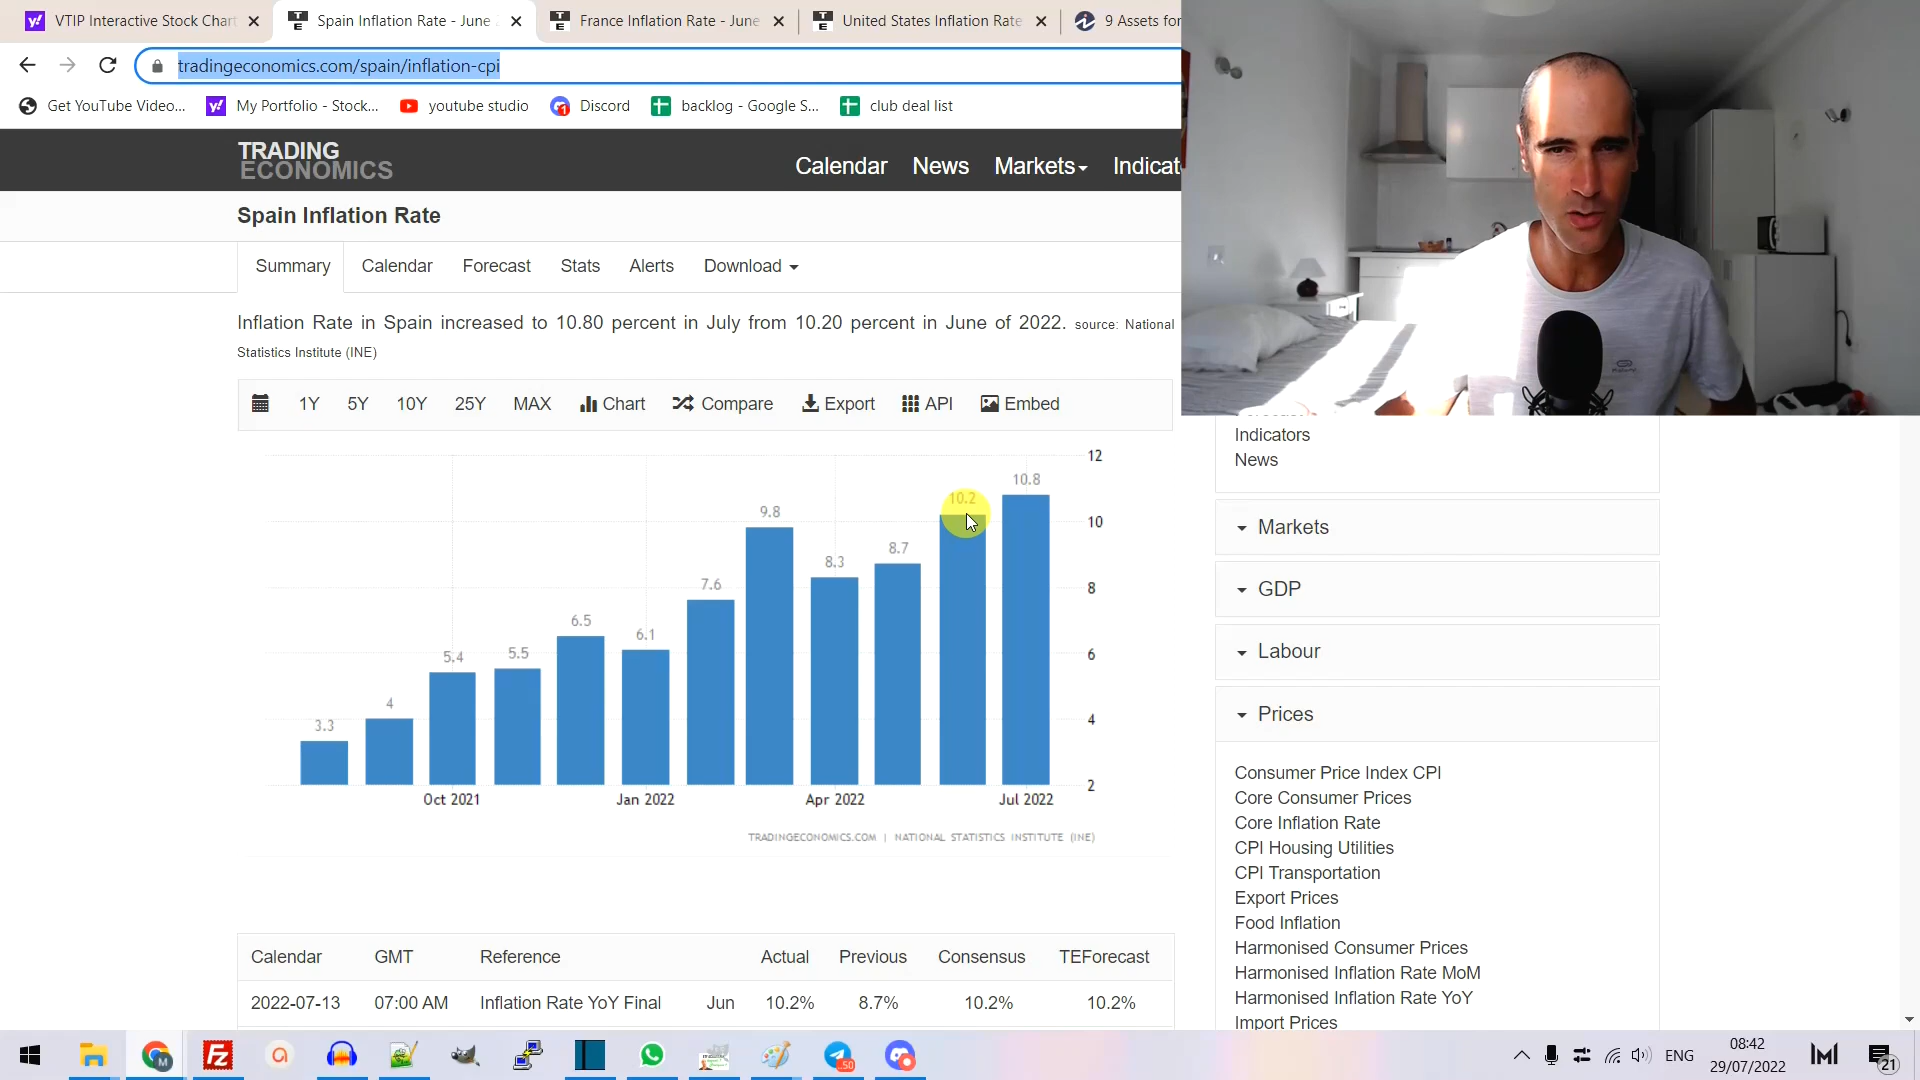 VTIP Interactive Stock Chart
Spain Inflation Rate - June
France Inflation Rate - June
United States Inflation Rate
9 Assets for
tradingeconomics.com/spain/inflation-cpi
Get YouTube Video...
My Portfolio - Stock...
youtube studio
Discord
backlog - Google S...
club deal list
TRADING
ECONOMICS
Calendar News Markets Indicat
Spain Inflation Rate
Summary Calendar Forecast Stats Alerts Download
Inflation Rate in Spain increased to 10.80 percent in July from 10.20 percent in June of 2022. source: National
Statistics Institute (INE)
1Y 5Y 10Y 25Y MAX Chart Compare Export API Embed
12
10
8
6
4
2
3.3
4
5.4
5.5
6.5
6.1
7.6
9.8
8.3
8.7
10.2
10.8
Oct 2021 Jan 2022 Apr 2022 Jul 2022
TRADINGECONOMICS.COM | NATIONAL STATISTICS INSTITUTE (INE)
Calendar GMT Reference Actual Previous Consensus TEForecast
2022-07-13 07:00 AM Inflation Rate YoY Final Jun 10.2% 8.7% 10.2% 10.2%
Indicators
News
Markets
GDP
Labour
Prices
Consumer Price Index CPI
Core Consumer Prices
Core Inflation Rate
CPI Housing Utilities
CPI Transportation
Export Prices
Food Inflation
Harmonised Consumer Prices
Harmonised Inflation Rate MoM
Harmonised Inflation Rate YoY
Import Prices
ENG
08:42
29/07/2022
21
50